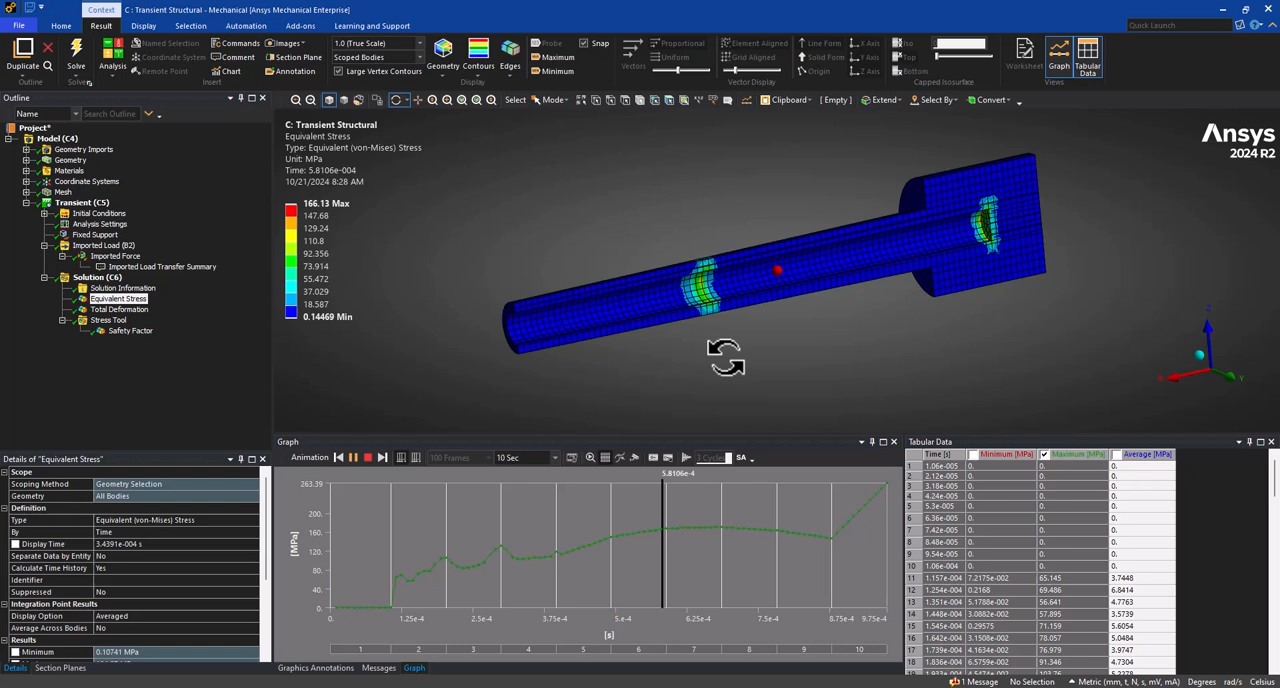 Context
C : Transient Structural - Mechanical [Ansys Mechanical Enterprise]
File Home Result Display Selection Automation Add-ons Learning and Support
Quick Launch
Duplicate Solve Analysis
Named Selection
Coordinate System
Remote Point
Commands
Comment
Chart
Images
Section Plane
Annotation
1.0 (True Scale)
Scoped Bodies
Large Vertex Contours
Geometry Contours Edges
Probe
Maximum
Minimum
Snap
Vectors
Proportional
Uniform
Element Aligned
Grid Aligned
Line Form
Solid Form
Origin
X Axis
Y Axis
Z Axis
Iso
Top
Bottom
Worksheet Graph Tabular Data
Outline Solver Insert Display Vector Display Capped Isosurface Views
Outline
Name Search Outline
Select Mode Clipboard [ Empty ] Extend Select By Convert
Project*
Model (C4)
Geometry Imports
Geometry
Materials
Coordinate Systems
Mesh
Transient (C5)
Initial Conditions
Analysis Settings
Fixed Support
Imported Load (B2)
Imported Force
Imported Load Transfer Summary
Solution (C6)
Solution Information
Equivalent Stress
Total Deformation
Stress Tool
Safety Factor
C: Transient Structural
Equivalent Stress
Type: Equivalent (von-Mises) Stress
Unit: MPa
Time: 5.8106e-004 s
10/21/2024 8:28 AM
166.13 Max
147.68
129.24
110.8
92.356
73.914
55.472
37.029
18.587
0.14469 Min
Ansys
2024 R2
Z
X
Y
Details of "Equivalent Stress"
Scope
Scoping Method Geometry Selection
Geometry All Bodies
Definition
Type Equivalent (von-Mises) Stress
By Time
Display Time 3.4391e-004 s
Separate Data by Entity No
Calculate Time History Yes
Identifier
Suppressed No
Integration Point Results
Display Option Averaged
Average Across Bodies No
Results
Minimum 0.10741 MPa
Details Section Planes
Graph
Animation 100 Frames 10 Sec 3 Cycles SA
5.8106e-4
263.39
200.
160.
120.
80.
40.
0.
[MPa]
0. 1.25e-4 2.5e-4 3.75e-4 5.e-4 6.25e-4 7.5e-4 8.75e-4 9.75e-4
[s]
1 2 3 4 5 6 7 8 9 10
Graphics Annotations Messages Graph
Tabular Data
Time [s] Minimum [MPa] Maximum [MPa] Average [MPa]
1 1.06e-005 0. 0. 0.
2 2.12e-005 0. 0. 0.
3 3.18e-005 0. 0. 0.
4 4.24e-005 0. 0. 0.
5 5.3e-005 0. 0. 0.
6 6.36e-005 0. 0. 0.
7 7.42e-005 0. 0. 0.
8 8.48e-005 0. 0. 0.
9 9.54e-005 0. 0. 0.
10 1.06e-004 0. 0. 0.
11 1.157e-004 7.2175e-002 65.145 3.7448
12 1.254e-004 0.2168 69.486 6.8414
13 1.351e-004 5.1788e-002 56.641 4.7763
14 1.448e-004 3.0882e-002 57.895 3.5739
15 1.545e-004 0.29575 71.159 5.6054
16 1.642e-004 3.1508e-002 78.057 5.0484
17 1.739e-004 4.1634e-002 76.979 3.9747
18 1.836e-004 6.5759e-002 91.346 4.7304
1 Message No Selection Metric (mm, t, N, s, mV, mA) Degrees rad/s Celsius